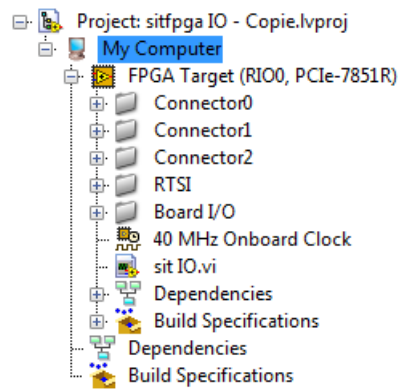 Project: sitfpga IO - Copie.lvproj
My Computer
FPGA Target (RIO0, PCIe-7851R)
Connector0
Connector1
Connector2
RTSI
Board I/O
40 MHz Onboard Clock
sit IO.vi
Dependencies
Build Specifications
Dependencies
Build Specifications